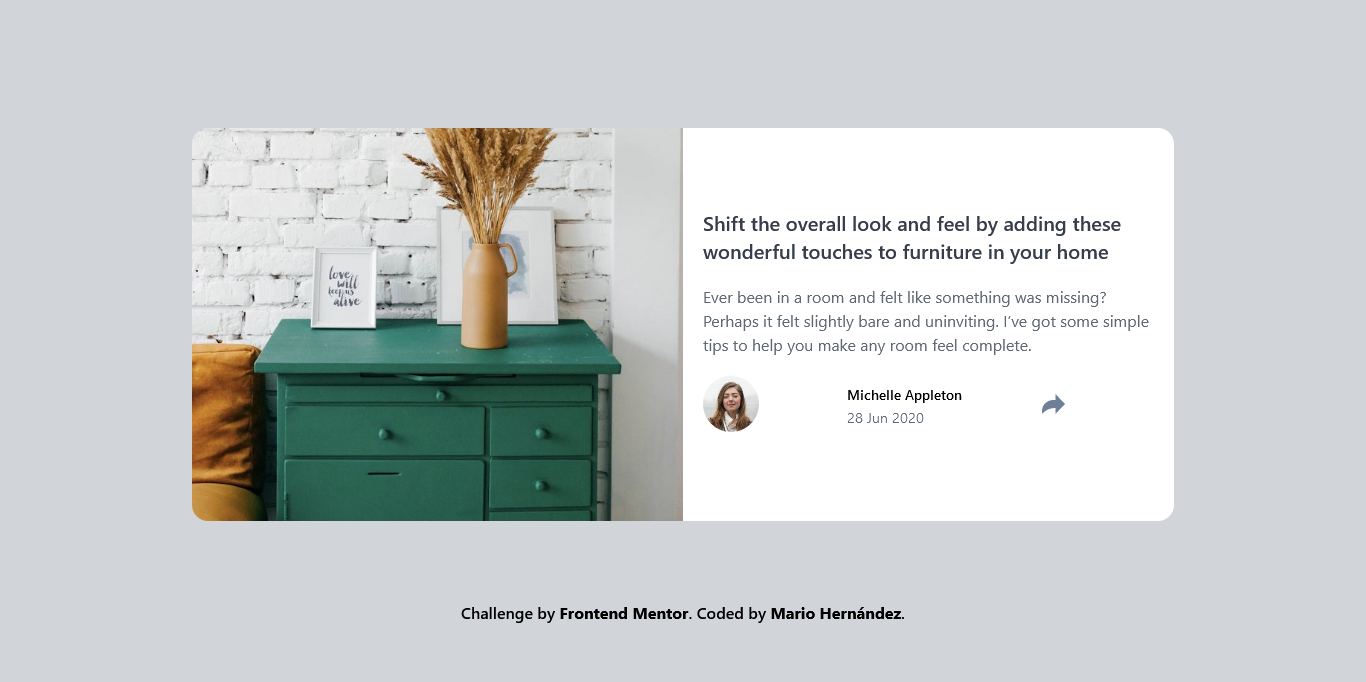 love
will
keep us
alive
Shift the overall look and feel by adding these
wonderful touches to furniture in your home
Ever been in a room and felt like something was missing?
Perhaps it felt slightly bare and uninviting. I’ve got some simple
tips to help you make any room feel complete.
Michelle Appleton
28 Jun 2020
Challenge by Frontend Mentor. Coded by Mario Hernández.